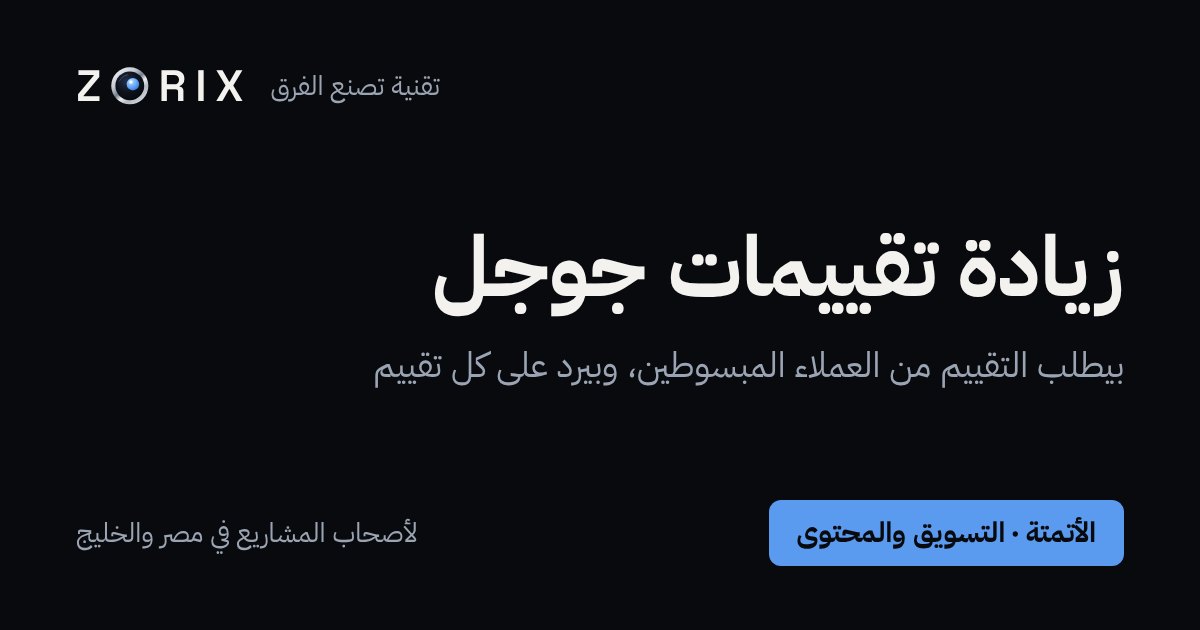 ZORIX تقنية تصنع الفرق
زيادة تقييمات جوجل
بيطلب التقييم من العملاء المبسوطين، وبيرد على كل تقييم
الأتمتة · التسويق والمحتوى
لأصحاب المشاريع في مصر والخليج